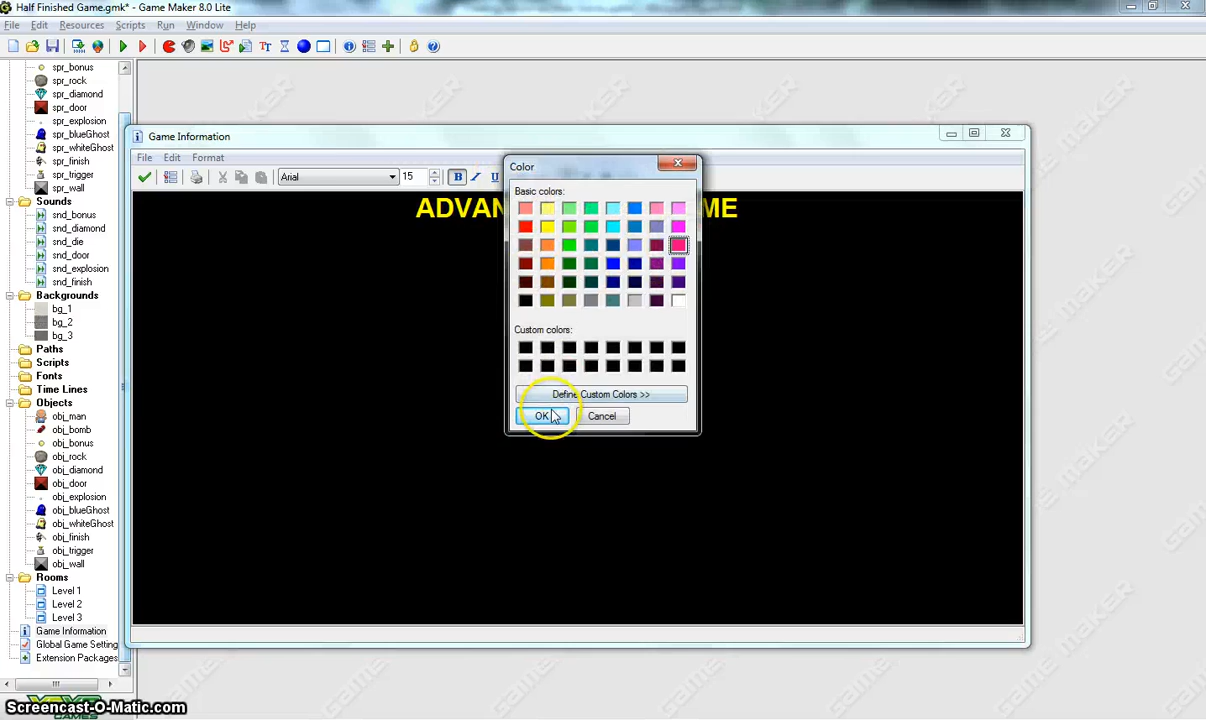 Half Finished Game.gmk* - Game Maker 8.0 Lite
File Edit Resources Scripts Run Window Help
spr_bonus
spr_rock
spr_diamond
spr_door
spr_explosion
spr_blueGhost
spr_whiteGhost
spr_finish
spr_trigger
spr_wall
Sounds
snd_bonus
snd_diamond
snd_die
snd_door
snd_explosion
snd_finish
Backgrounds
bg_1
bg_2
bg_3
Paths
Scripts
Fonts
Time Lines
Objects
obj_man
obj_bomb
obj_bonus
obj_rock
obj_diamond
obj_door
obj_explosion
obj_blueGhost
obj_whiteGhost
obj_finish
obj_trigger
obj_wall
Rooms
Level 1
Level 2
Level 3
Game Information
Global Game Setting
Extension Packages
Game Information
File Edit Format
Arial 15 B I U
ADVAN ME
Color
Basic colors:
Custom colors:
Define Custom Colors >>
OK Cancel
GAMES
Screencast-O-Matic.com